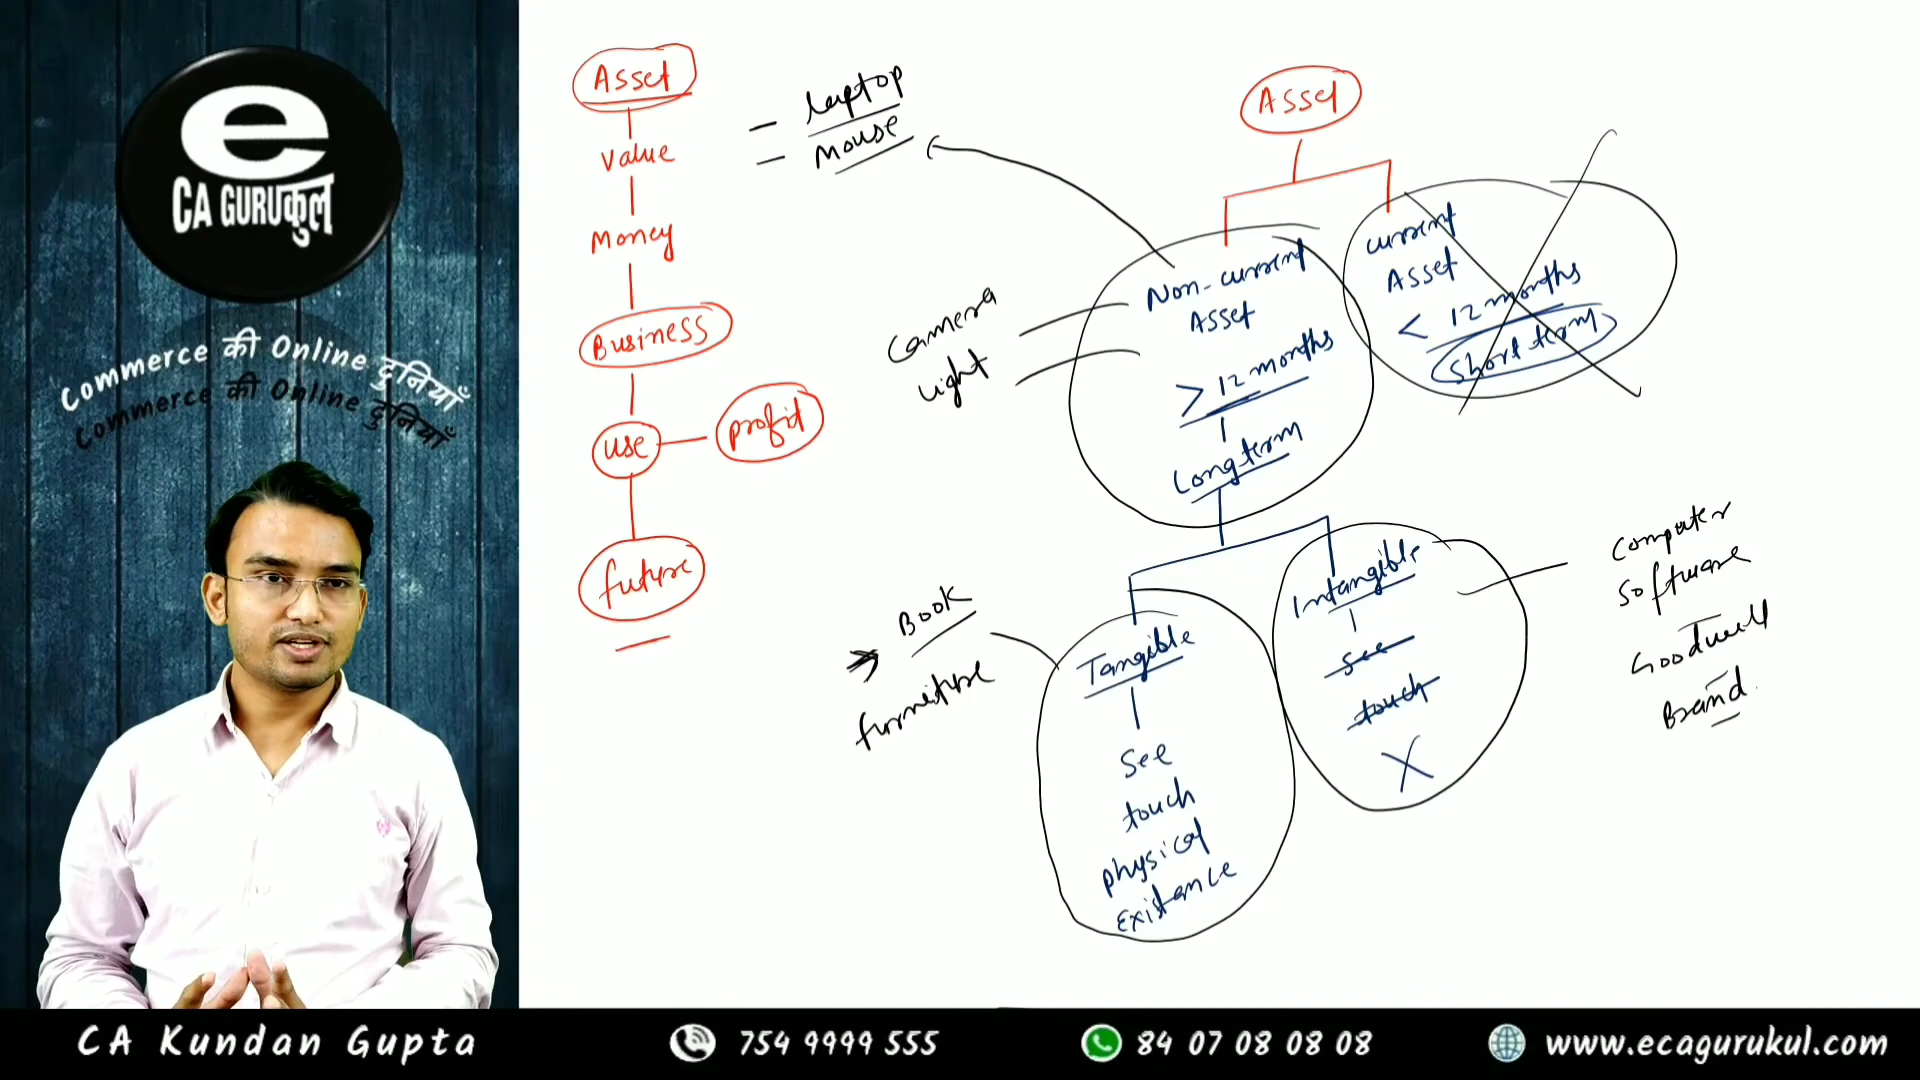 e
CA GURUकुल
Commerce की Online दुनियाँ
Commerce की Online दुनियाँ
Asset
Value
Money
Business
use
profit
future
- Laptop
- Mouse
Asset
Non-current
Asset
> 12 months
Long term
current
Asset
< 12 months
Short term
Camera
Light
Book
furniture
Tangible
See
touch
physical
Existance
Intangible
See
touch
X
Computer
Software
Goodwill
Brand
CA Kundan Gupta
754 9999 555
84 07 08 08 08
www.ecagurukul.com